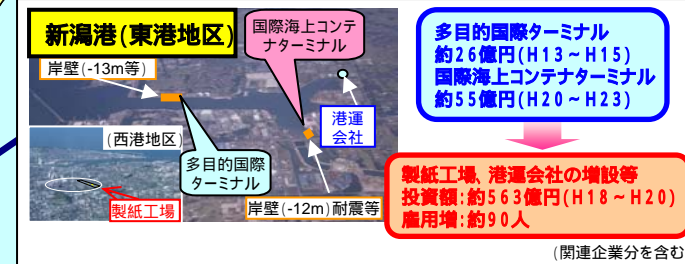 新潟港(東港地区)
国際海上コンテ
ナターミナル
岸壁(-13m等)
港運
会社
(西港地区)
多目的国際
ターミナル
製紙工場
岸壁(-12m)耐震等
多目的国際ターミナル
約26億円(H13~H15)
国際海上コンテナターミナル
約55億円(H20~H23)
製紙工場、港運会社の増設等
投資額:約563億円(H18~H20)
雇用増:約90人
(関連企業分を含む